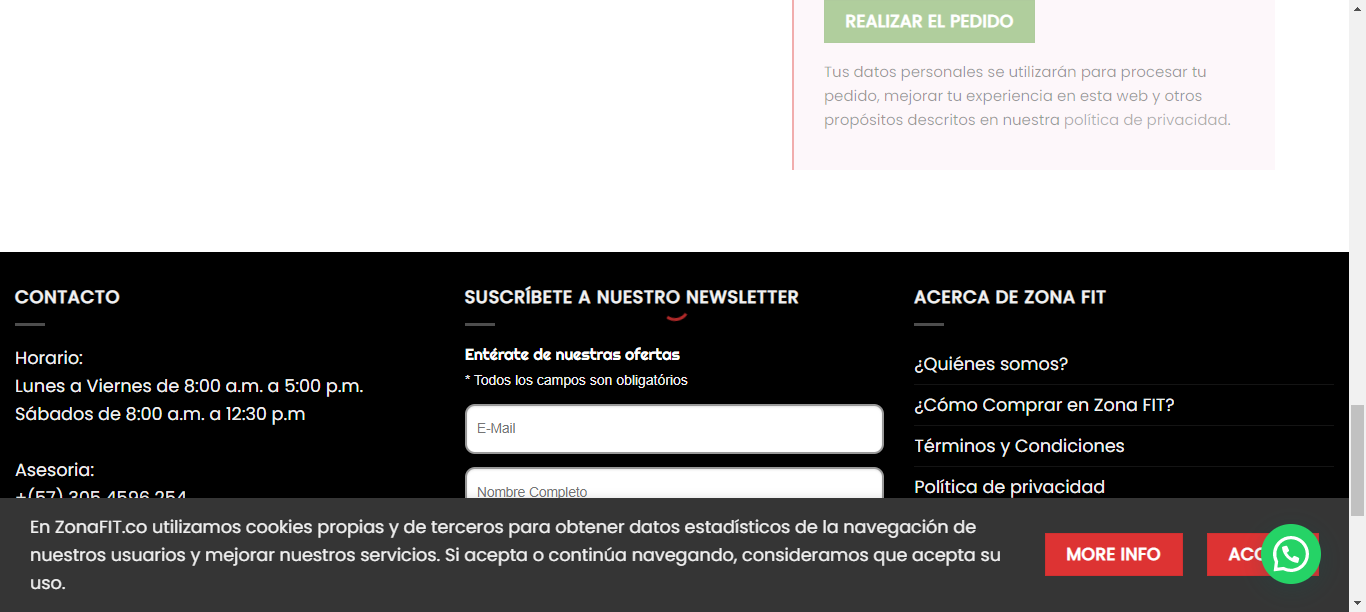 REALIZAR EL PEDIDO
Tus datos personales se utilizarán para procesar tu
pedido, mejorar tu experiencia en esta web y otros
propósitos descritos en nuestra política de privacidad.
CONTACTO
Horario:
Lunes a Viernes de 8:00 a.m. a 5:00 p.m.
Sábados de 8:00 a.m. a 12:30 p.m
Asesoria:
+(57) 305 4596 254
SUSCRÍBETE A NUESTRO NEWSLETTER
Entérate de nuestras ofertas
* Todos los campos son obligatórios
E-Mail
Nombre Completo
ACERCA DE ZONA FIT
¿Quiénes somos?
¿Cómo Comprar en Zona FIT?
Términos y Condiciones
Política de privacidad
En ZonaFIT.co utilizamos cookies propias y de terceros para obtener datos estadísticos de la navegación de
nuestros usuarios y mejorar nuestros servicios. Si acepta o continúa navegando, consideramos que acepta su
uso.
MORE INFO